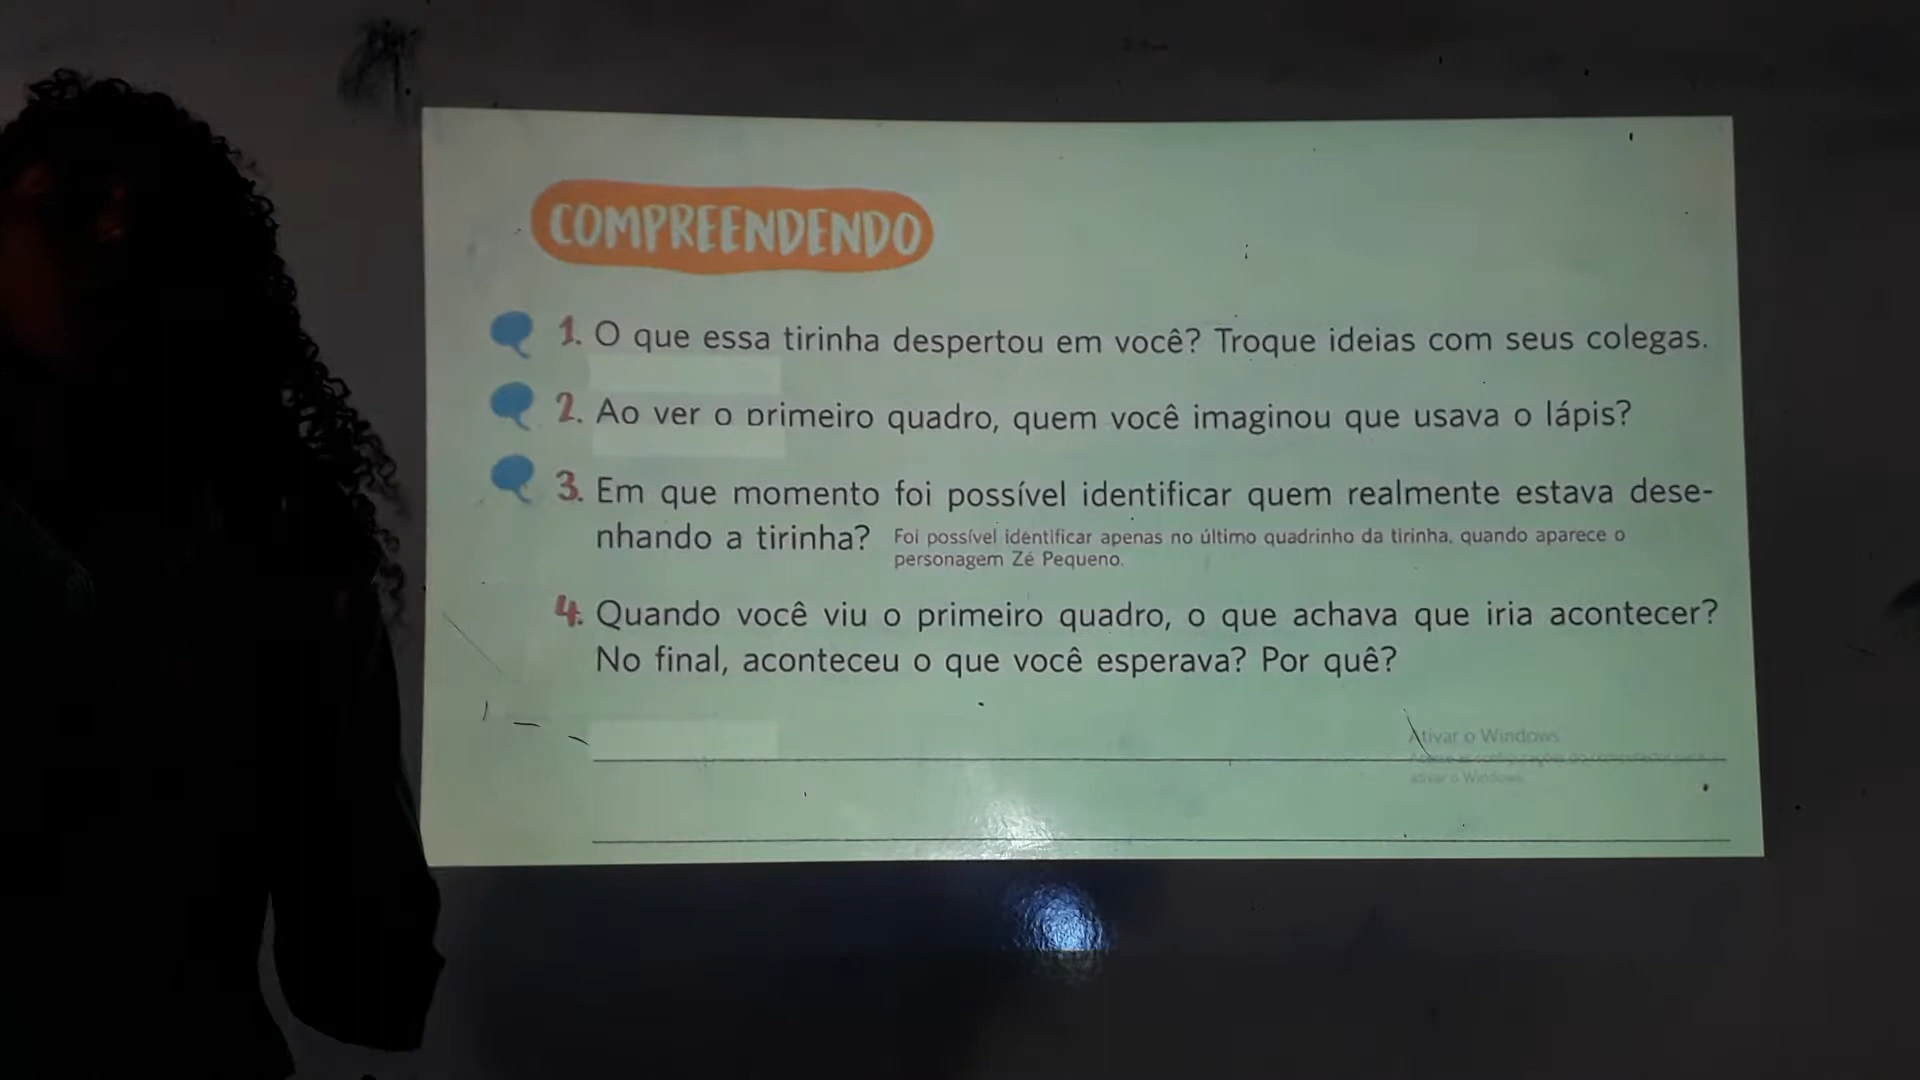 COMPREENDENDO
1. O que essa tirinha despertou em você? Troque ideias com seus colegas.
2. Ao ver o primeiro quadro, quem você imaginou que usava o lápis?
3. Em que momento foi possível identificar quem realmente estava dese-
nhando a tirinha? Foi possível identificar apenas no último quadrinho da tirinha, quando aparece o
personagem Zé Pequeno.
4. Quando você viu o primeiro quadro, o que achava que iria acontecer?
No final, aconteceu o que você esperava? Por quê?
Ativar o Windows
ativar o Windows.